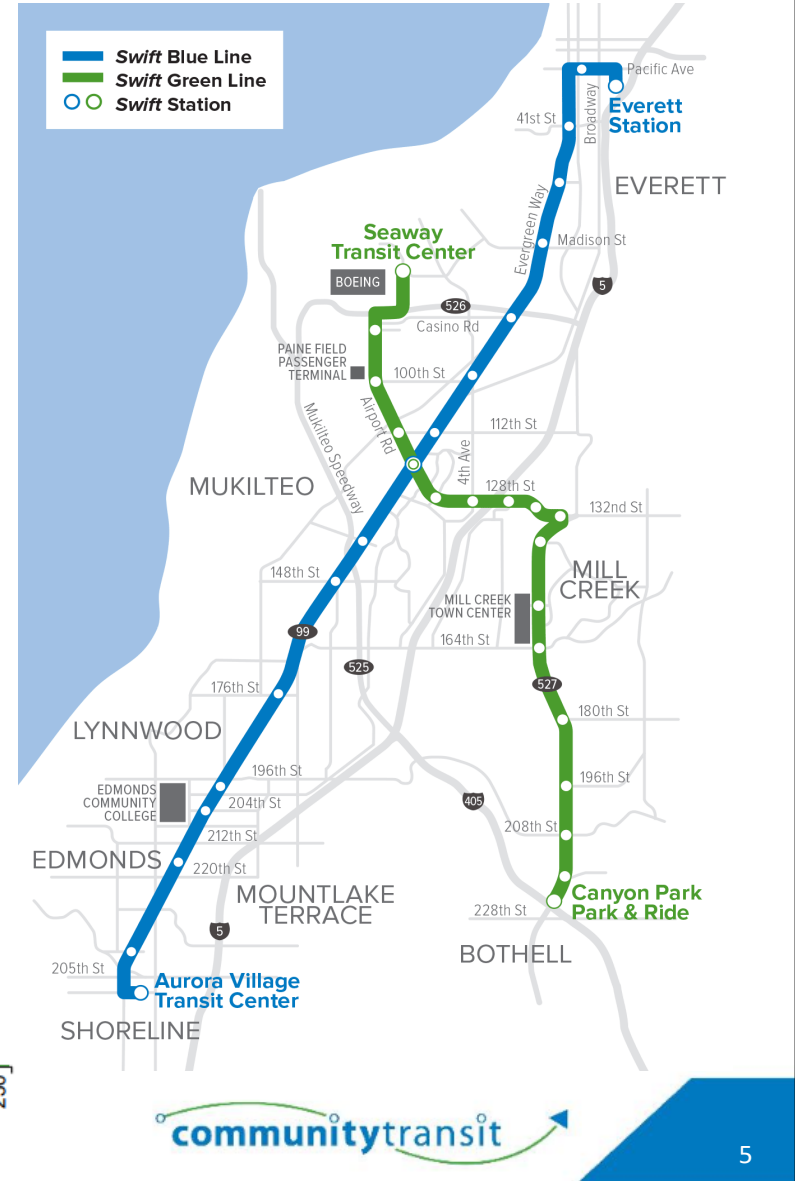 Swift Blue Line
Swift Green Line
Swift Station
Pacific Ave
Everett
Station
41st St
Broadway
EVERETT
Evergreen Way
Madison St
Seaway
Transit Center
BOEING
5
526
Casino Rd
PAINE FIELD
PASSENGER
TERMINAL
100th St
Airport Rd
Mukilteo Speedway
112th St
4th Ave
MUKILTEO
128th St
132nd St
148th St
MILL
CREEK
MILL CREEK
TOWN CENTER
99
164th St
525
527
176th St
180th St
LYNNWOOD
196th St
196th St
EDMONDS
COMMUNITY
COLLEGE
204th St
405
208th St
212th St
EDMONDS
220th St
MOUNTLAKE
TERRACE
Canyon Park
Park & Ride
228th St
5
BOTHELL
205th St
Aurora Village
Transit Center
SHORELINE
communitytransit
5